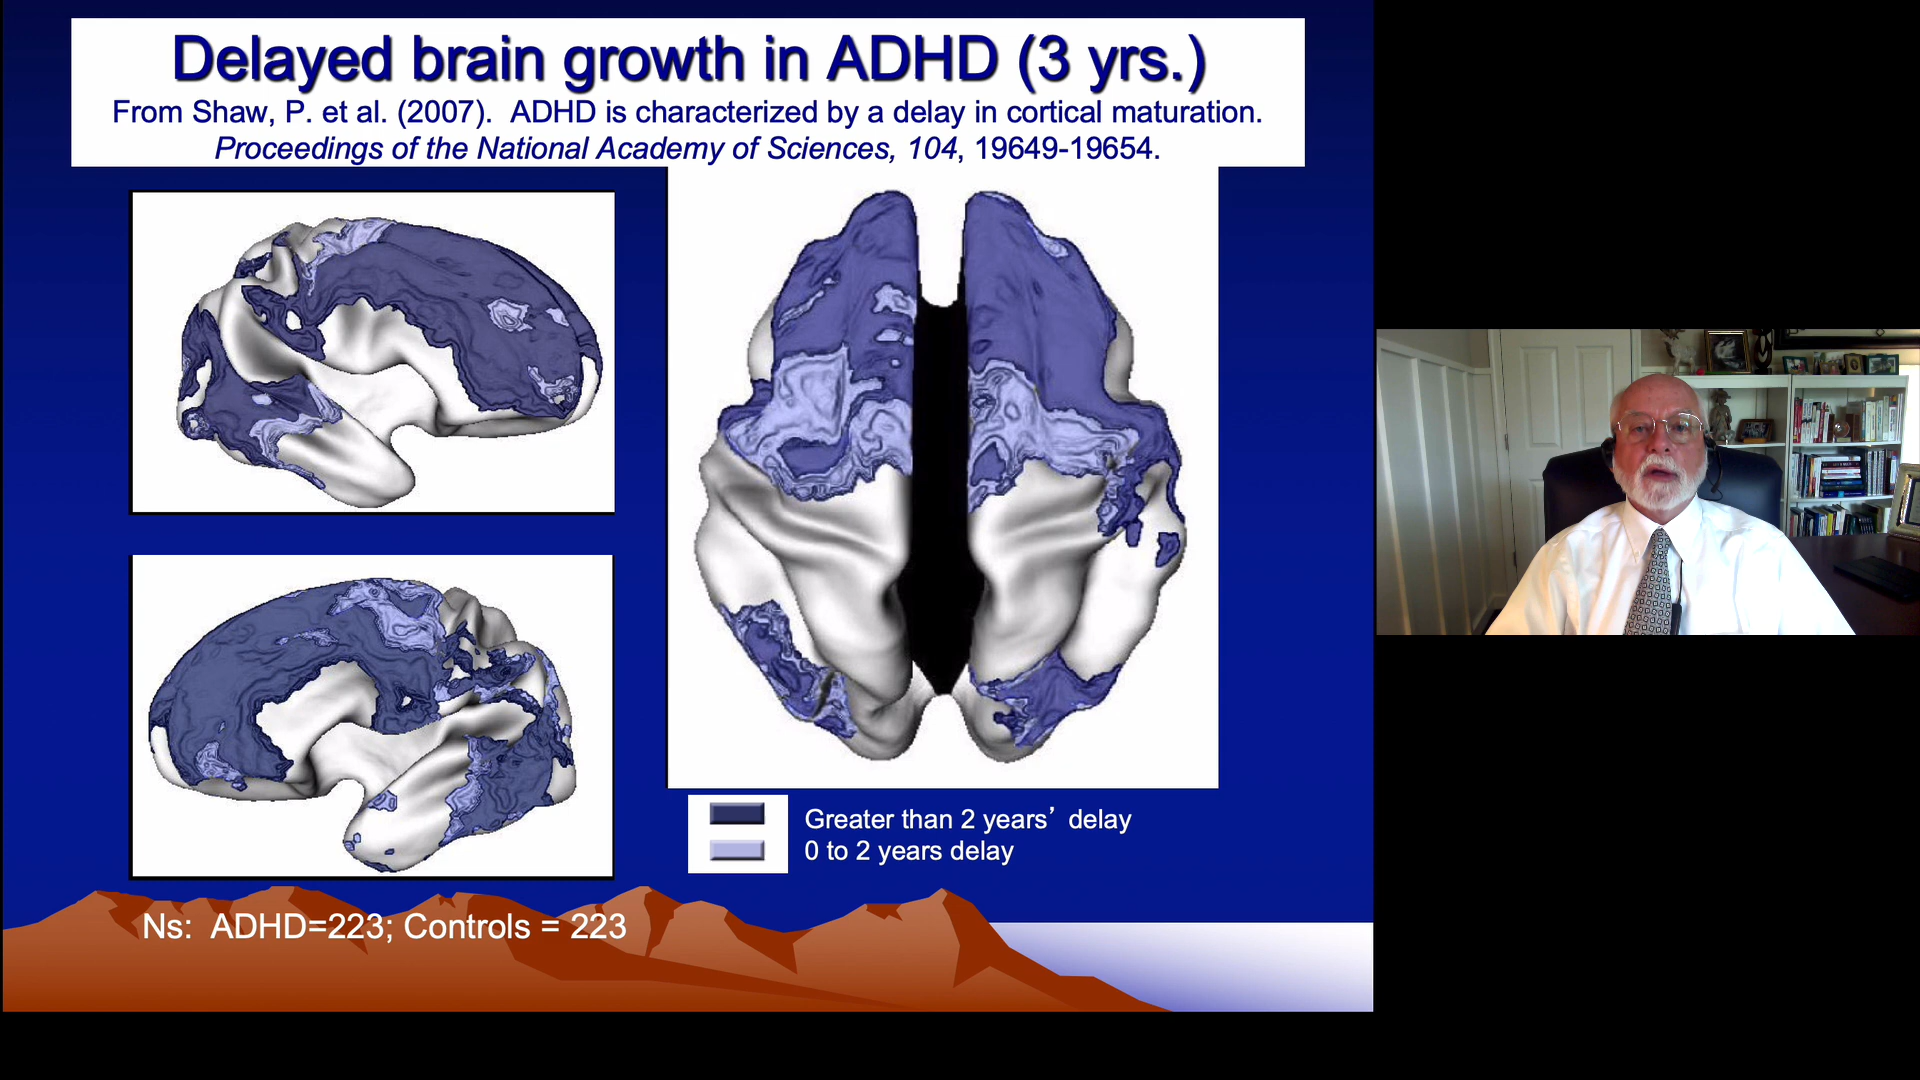 Delayed brain growth in ADHD (3 yrs.)
From Shaw, P. et al. (2007).  ADHD is characterized by a delay in cortical maturation.
Proceedings of the National Academy of Sciences, 104, 19649-19654.
Greater than 2 years’ delay
0 to 2 years delay
Ns:  ADHD=223; Controls = 223